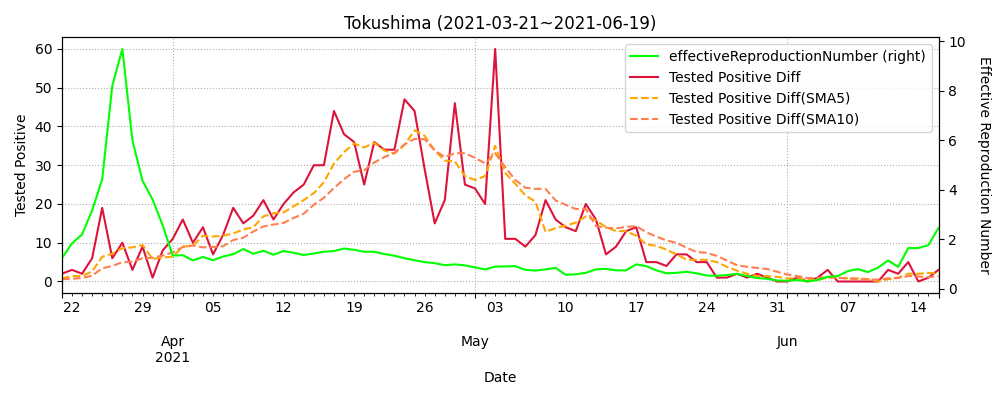 Tokushima (2021-03-21~2021-06-19)
effectiveReproductionNumber (right)
Tested Positive Diff
Tested Positive Diff(SMA5)
Tested Positive Diff(SMA10)
Tested Positive
60
50
40
30
20
10
0
10
8
6
4
2
0
Effective Reproduction Number
22 29 05 12 19 26 03 10 17 24 31 07 14
Apr May Jun
2021
Date